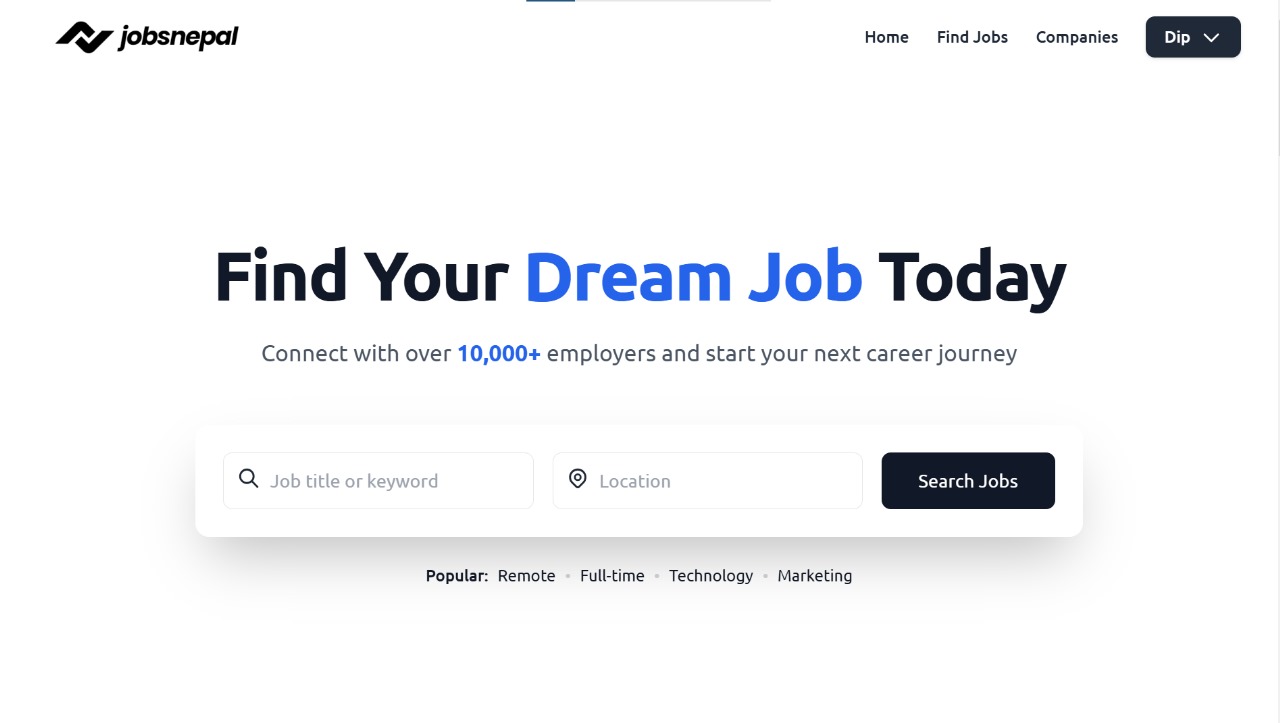 jobsnepal
Home Find Jobs Companies Dip
Find Your Dream Job Today
Connect with over 10,000+ employers and start your next career journey
Job title or keyword Location Search Jobs
Popular: Remote • Full-time • Technology • Marketing